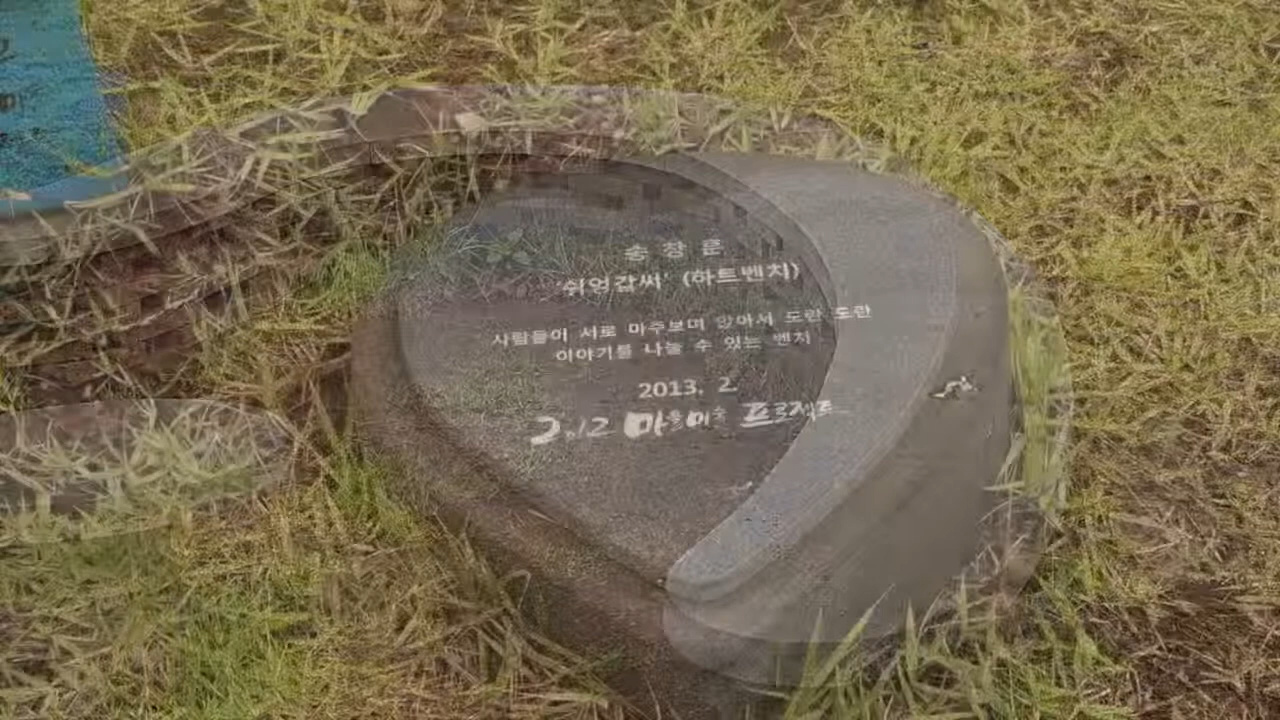 송창훈
'쉬영갑써' (하트벤치)
사람들이 서로 마주보며 앉아서 도란 도란
이야기를 나눌 수 있는 벤치
2013. 2.
2012 마을미술 프로젝트